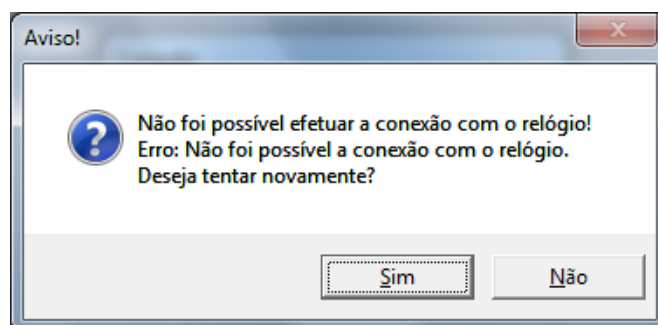 Aviso!
Não foi possível efetuar a conexão com o relógio!
Erro: Não foi possível a conexão com o relógio.
Deseja tentar novamente?
Sim
Não